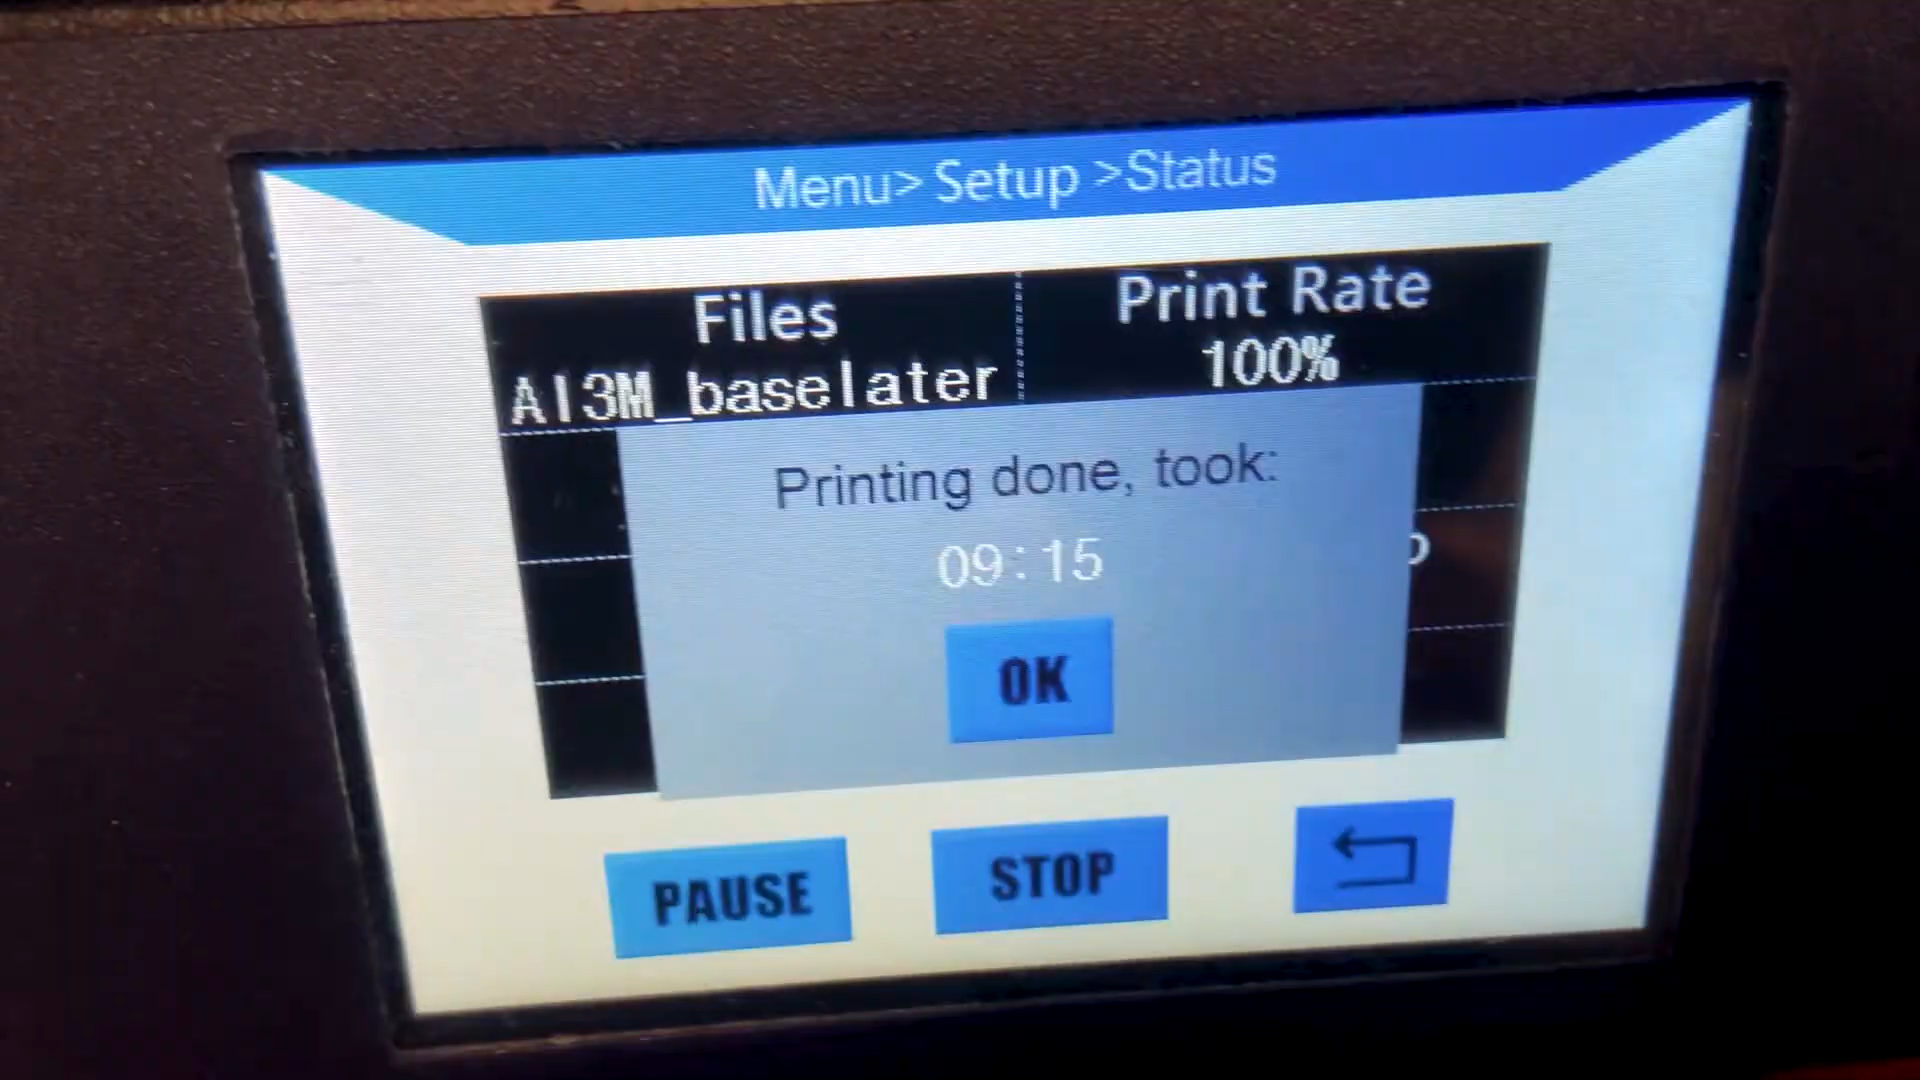 Menu> Setup >Status
Files
Print Rate
AI3M_baselater
100%
Printing done, took:
09:15
OK
PAUSE
STOP